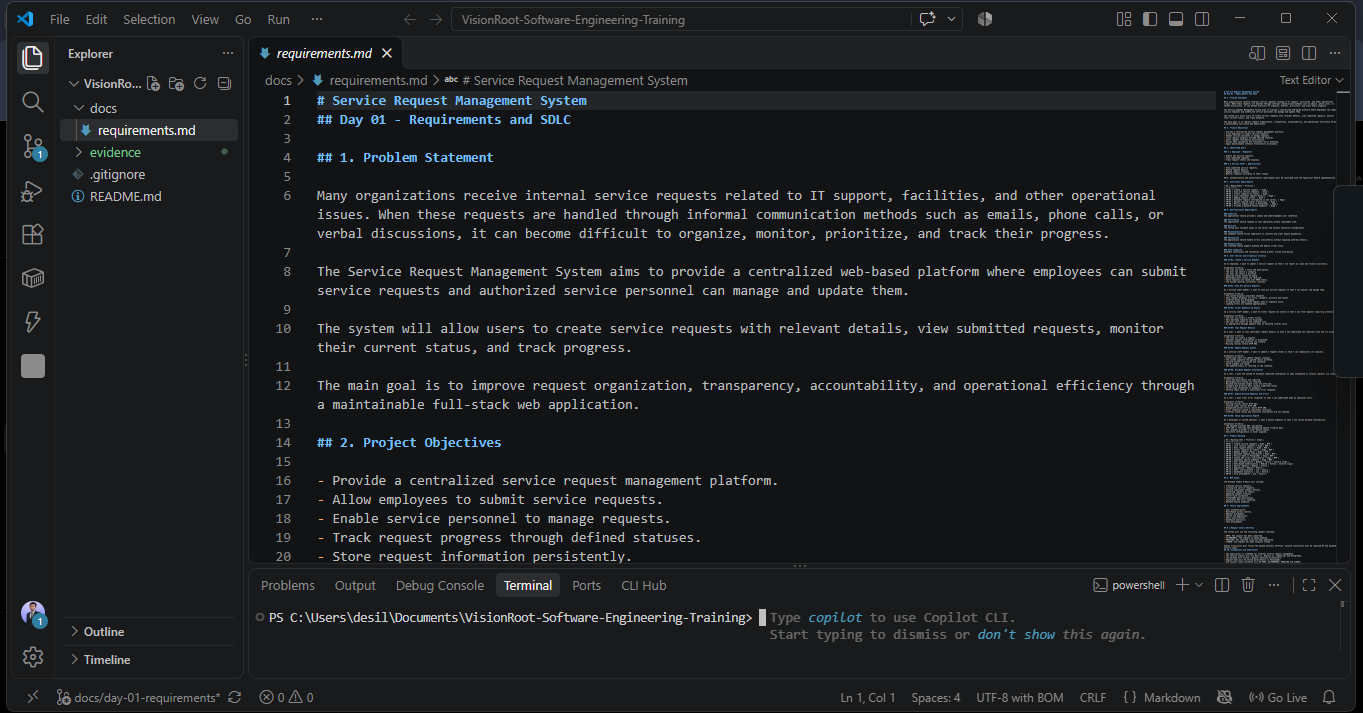 File Edit Selection View Go Run ···
VisionRoot-Software-Engineering-Training
Explorer
requirements.md
VisionRo...
docs
requirements.md
evidence
.gitignore
README.md
Outline
Timeline
docs > requirements.md > abc # Service Request Management System
Text Editor
1 # Service Request Management System
2 ## Day 01 - Requirements and SDLC
3
4 ## 1. Problem Statement
5
6 Many organizations receive internal service requests related to IT support, facilities, and other operational
issues. When these requests are handled through informal communication methods such as emails, phone calls, or
verbal discussions, it can become difficult to organize, monitor, prioritize, and track their progress.
7
8 The Service Request Management System aims to provide a centralized web-based platform where employees can submit
service requests and authorized service personnel can manage and update them.
9
10 The system will allow users to create service requests with relevant details, view submitted requests, monitor
their current status, and track progress.
11
12 The main goal is to improve request organization, transparency, accountability, and operational efficiency through
a maintainable full-stack web application.
13
14 ## 2. Project Objectives
15
16 - Provide a centralized service request management platform.
17 - Allow employees to submit service requests.
18 - Enable service personnel to manage requests.
19 - Track request progress through defined statuses.
20 - Store request information persistently.
Problems Output Debug Console Terminal Ports CLI Hub
powershell
PS C:\Users\desil\Documents\VisionRoot-Software-Engineering-Training> Type copilot to use Copilot CLI.
Start typing to dismiss or don't show this again.
1
1
docs/day-01-requirements* 0 0
Ln 1, Col 1 Spaces: 4 UTF-8 with BOM CRLF {} Markdown Go Live